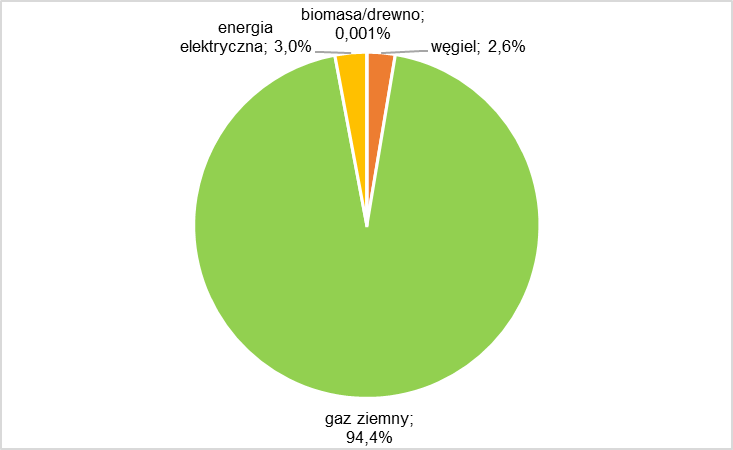 biomasa/drewno;
0,001%
energia
elektryczna; 3,0%
węgiel; 2,6%
gaz ziemny;
94,4%